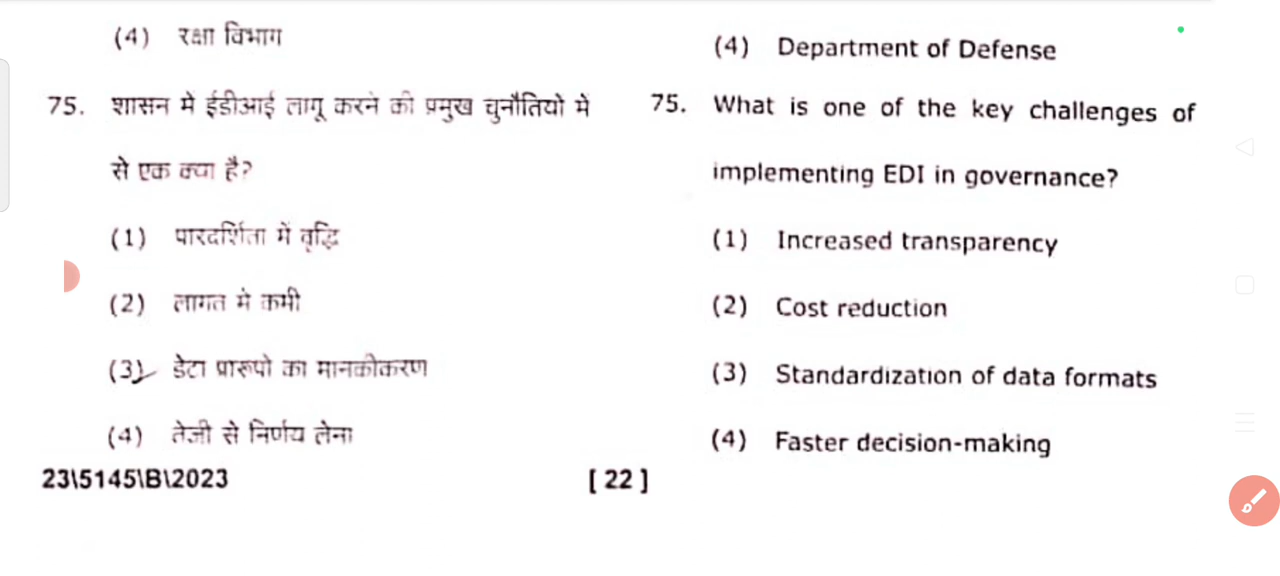 (4) रक्षा विभाग
75. शासन में ईडीआई लागू करने की प्रमुख चुनौतियो में
से एक क्या है?
(1) पारदर्शिता में वृद्धि
(2) लागत मे कमी
(3) डेटा प्रारूपो का मानकीकरण
(4) तेजी से निर्णय लेना
(4) Department of Defense
75. What is one of the key challenges of
implementing EDI in governance?
(1) Increased transparency
(2) Cost reduction
(3) Standardization of data formats
(4) Faster decision-making
23\5145\B\2023
[ 22 ]